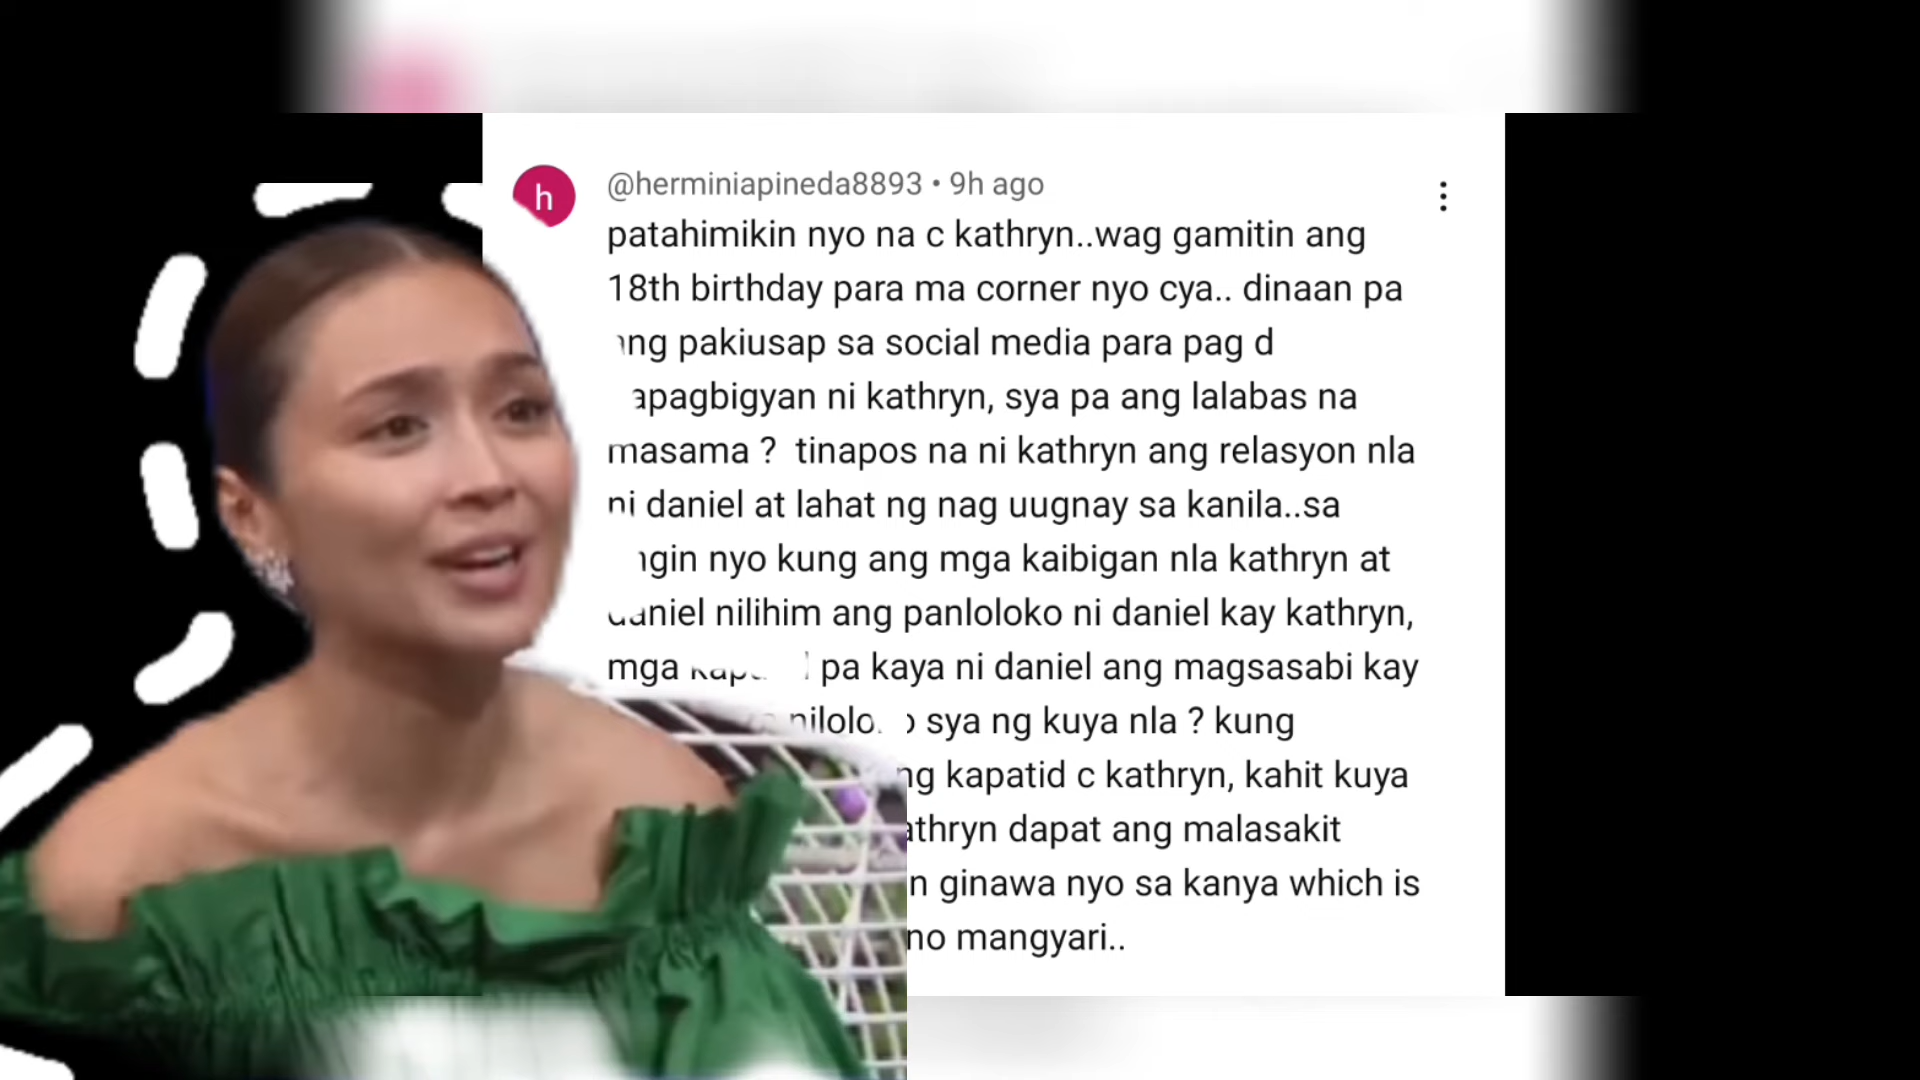 h
@herminiapineda8893 • 9h ago
patahimikin nyo na c kathryn..wag gamitin ang
18th birthday para ma corner nyo cya.. dinaan pa
ang pakiusap sa social media para pag d
ni kathryn, sya pa ang lalabas na
masama ? tinapos na ni kathryn ang relasyon nla
ni daniel at lahat ng nag uugnay sa kanila..sa
nyo kung ang mga kaibigan nla kathryn at
daniel nilihim ang panloloko ni daniel kay kathryn,
mga pa kaya ni daniel ang magsasabi kay
sya ng kuya nla ? kung
kapatid c kathryn, kahit kuya
dapat ang malasakit
ginawa nyo sa kanya which is
mangyari..